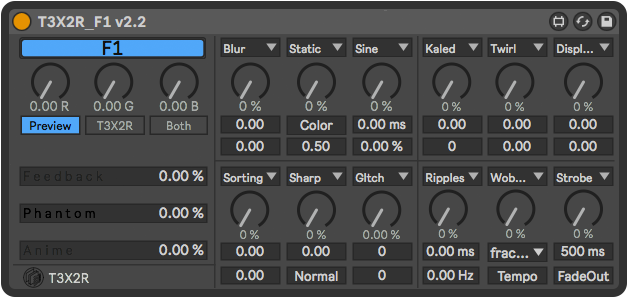 T3X2R_F1 v2.2
F1
0.00 R 0.00 G 0.00 B
Preview T3X2R Both
Feedback 0.00 %
Phantom 0.00 %
Anime 0.00 %
T3X2R
Blur Static Sine
0 % 0 % 0 %
0.00 Color 0.00 ms
0.00 0.50 0.00 %
Sorting Sharp Gltch
0 % 0 % 0.00 %
0.00 0.00 0
0.00 Normal 0
Kaled Twirl Displ...
0 % 0 % 0 %
0.00 0.00 0.00
0 0.00 0.00
Ripples Wob... Strobe
0 % 0 % 0 %
0.00 ms frac... 500 ms
0.00 Hz Tempo FadeOut